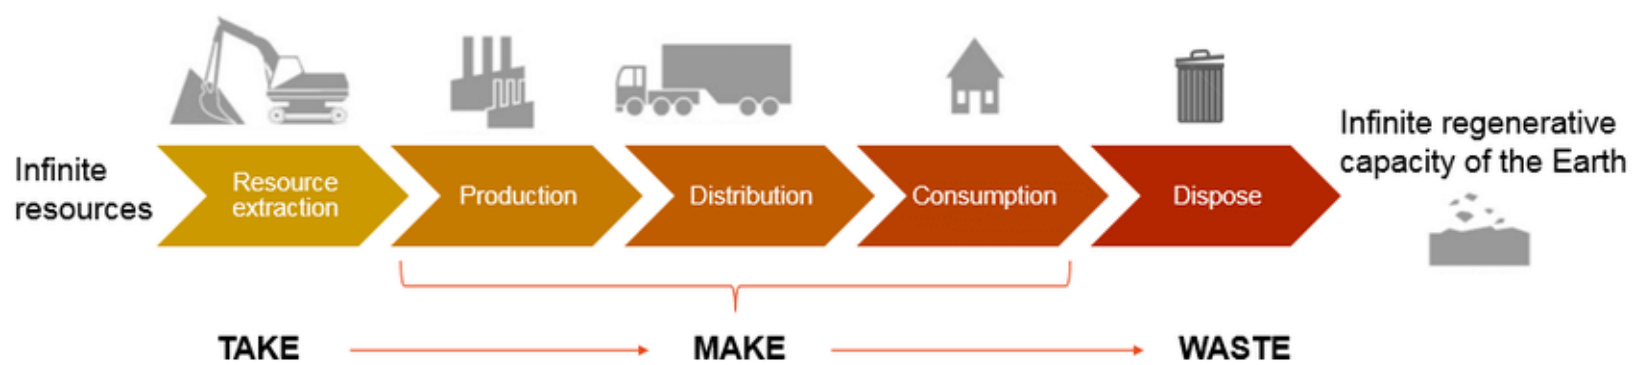 Infinite
resources
Resource
extraction
Production
Distribution
Consumption
Dispose
Infinite regenerative
capacity of the Earth
TAKE
MAKE
WASTE